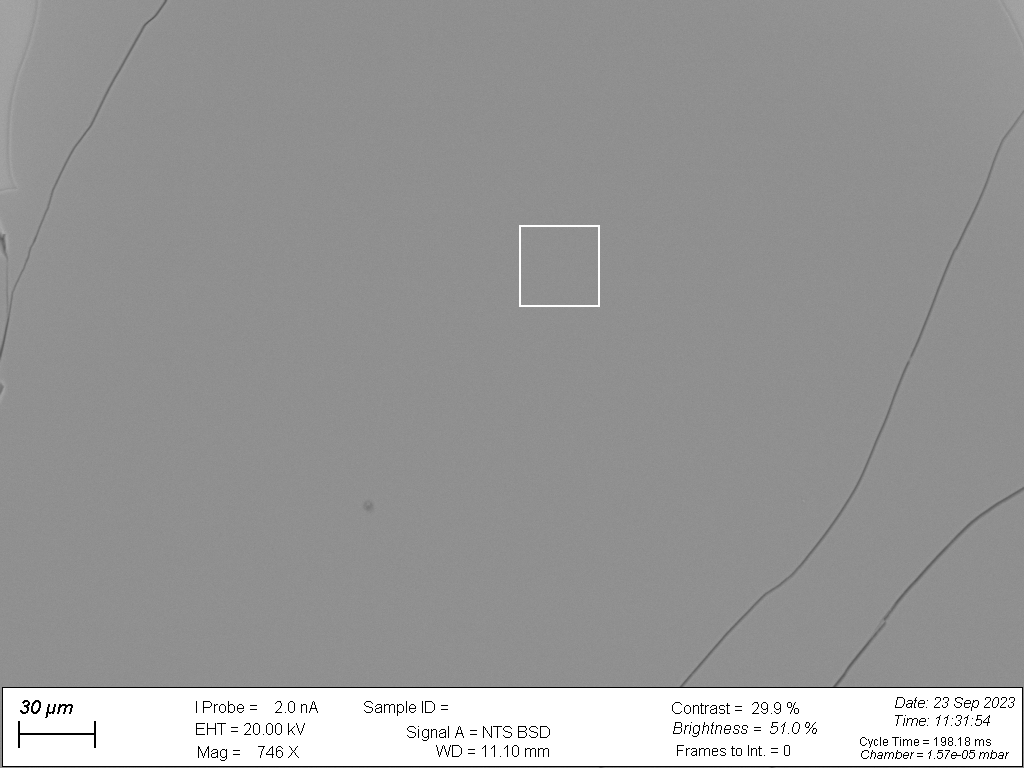 30 µm
I Probe = 2.0 nA
EHT = 20.00 kV
Mag = 746 X
Sample ID =
Signal A = NTS BSD
WD = 11.10 mm
Contrast = 29.9 %
Brightness = 51.0 %
Frames to Int. = 0
Date: 23 Sep 2023
Time: 11:31:54
Cycle Time = 198.18 ms
Chamber = 1.57e-05 mbar